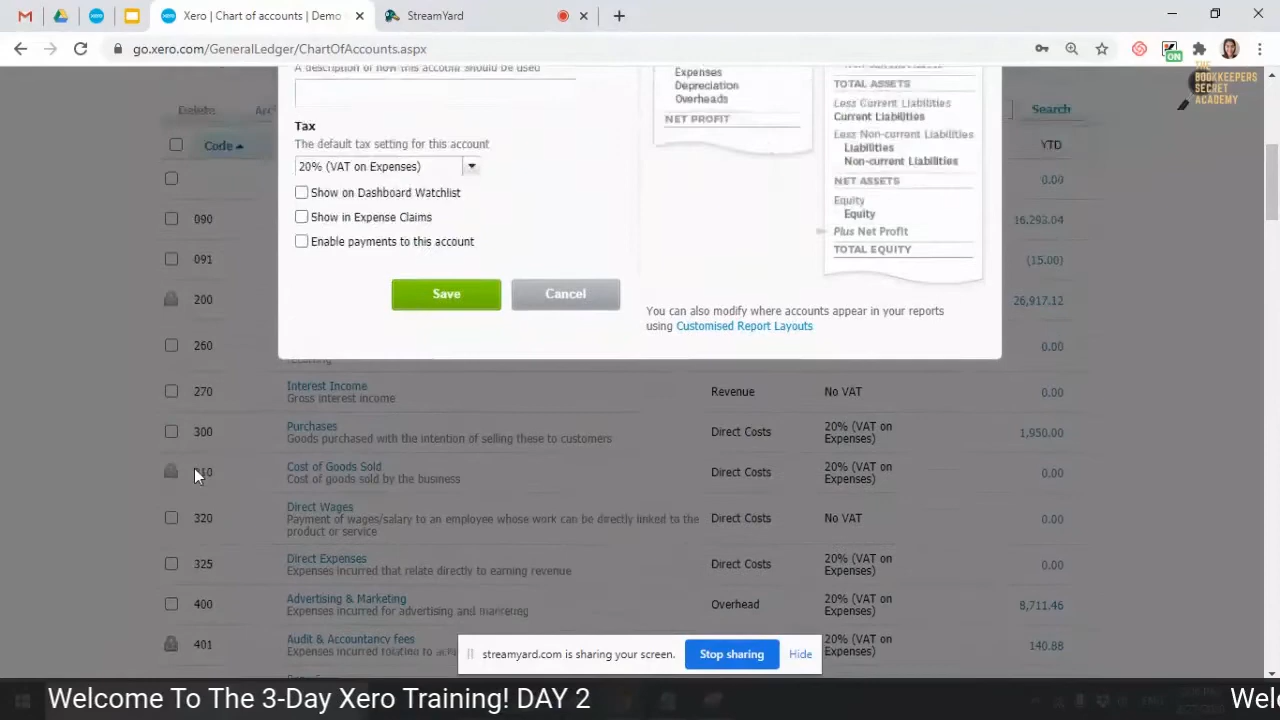 Xero | Chart of accounts | Demo
StreamYard
go.xero.com/GeneralLedger/ChartOfAccounts.aspx
ON
THE
BOOKKEEPERS
SECRET
ACADEMY
A description of how this account should be used
Tax
The default tax setting for this account
20% (VAT on Expenses)
Show on Dashboard Watchlist
Show in Expense Claims
Enable payments to this account
Save
Cancel
Expenses
Depreciation
Overheads
NET PROFIT
TOTAL ASSETS
Less Current Liabilities
Current Liabilities
Less Non-current Liabilities
Liabilities
Non-current Liabilities
NET ASSETS
Equity
Equity
Plus Net Profit
TOTAL EQUITY
You can also modify where accounts appear in your reports
using Customised Report Layouts
Delete
Search
Code
YTD
0.00
090 16,293.04
091 (15.00)
200 26,917.12
260 0.00
270 Interest Income Revenue No VAT 0.00
Gross interest income
300 Purchases Direct Costs 20% (VAT on Expenses) 1,950.00
Goods purchased with the intention of selling these to customers
Cost of Goods Sold Direct Costs 20% (VAT on Expenses) 0.00
Cost of goods sold by the business
320 Direct Wages Direct Costs No VAT 0.00
Payment of wages/salary to an employee whose work can be directly linked to the
product or service
325 Direct Expenses Direct Costs 20% (VAT on Expenses) 0.00
Expenses incurred that relate directly to earning revenue
400 Advertising & Marketing Overhead 20% (VAT on Expenses) 8,711.46
Expenses incurred for advertising and marketing
401 Audit & Accountancy fees 20% (VAT on Expenses) 140.88
Expenses incurred relating to
streamyard.com is sharing your screen.
Stop sharing
Hide
Welcome To The 3-Day Xero Training! DAY 2
Welc